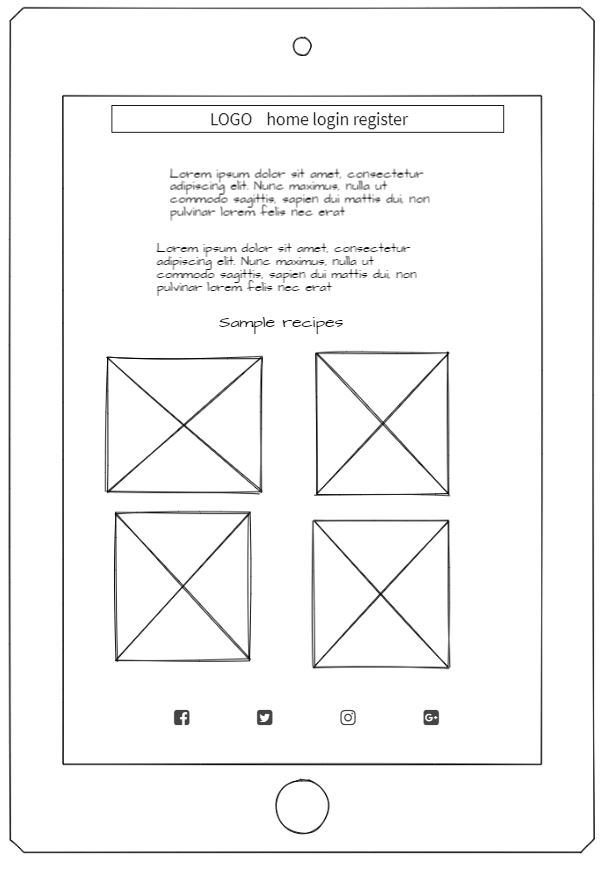 LOGO home login register
Lorem ipsum dolor sit amet, consectetur
adipiscing elit. Nunc maximus, nulla ut
commodo sagittis, sapien dui mattis dui, non
pulvinar lorem felis nec erat
Lorem ipsum dolor sit amet, consectetur
adipiscing elit. Nunc maximus, nulla ut
commodo sagittis, sapien dui mattis dui, non
pulvinar lorem felis nec erat
Sample recipes